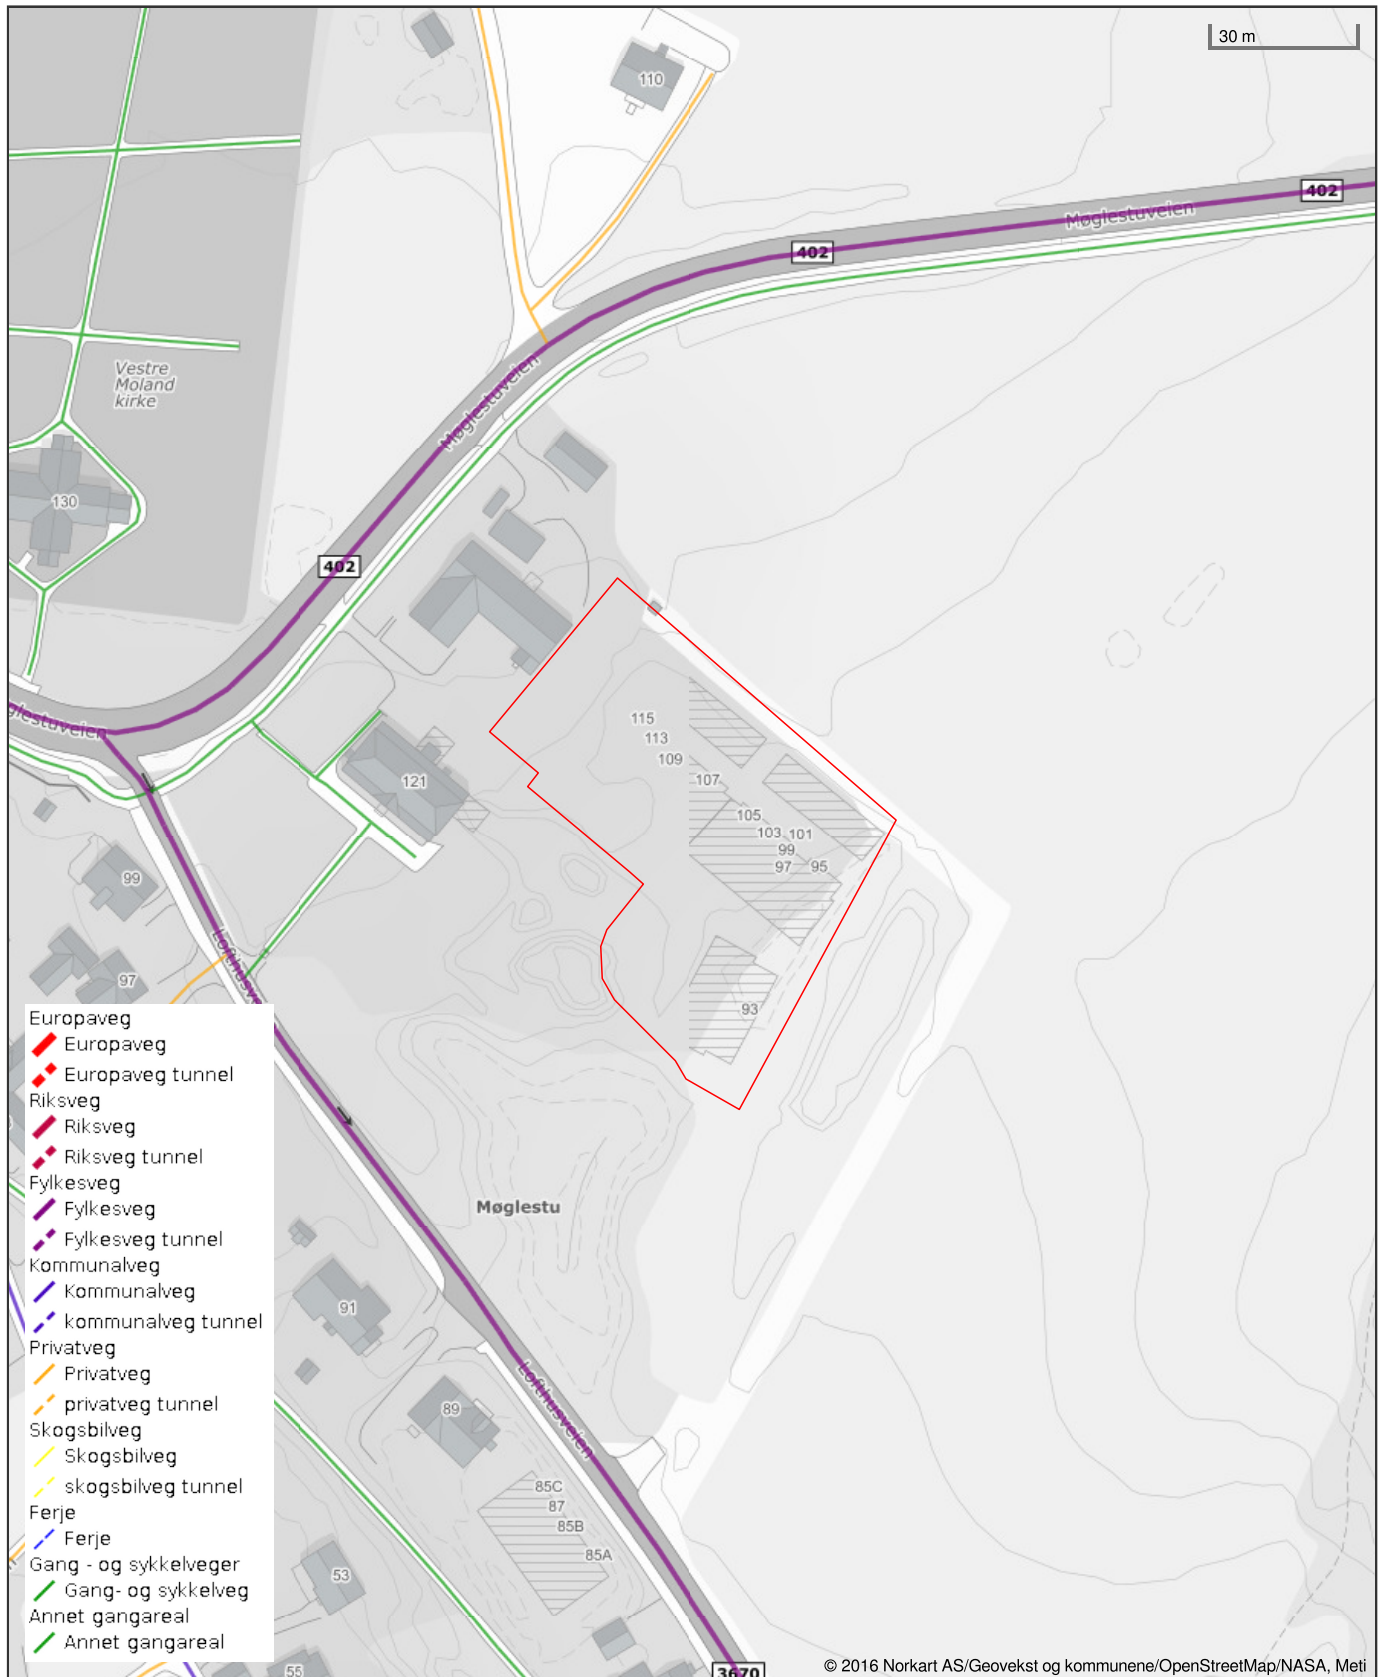 30 m
110
402
Møglestuveien
402
Møglestuveien
Vestre
Moland
kirke
130
402
glestuveien
115
113
109
107
121
105
103 101
99
97 95
99
97
Lofthusve
93
Europaveg
Europaveg
Europaveg tunnel
Riksveg
Riksveg
Riksveg tunnel
Fylkesveg
Fylkesveg
Fylkesveg tunnel
Kommunalveg
Kommunalveg
kommunalveg tunnel
Privatveg
Privatveg
privatveg tunnel
Skogsbilveg
Skogsbilveg
skogsbilveg tunnel
Ferje
Ferje
Gang - og sykkelveger
Gang- og sykkelveg
Annet gangareal
Annet gangareal
Møglestu
91
89
Lofthusveien
85C
87
85B
85A
53
55
3670
© 2016 Norkart AS/Geovekst og kommunene/OpenStreetMap/NASA, Meti